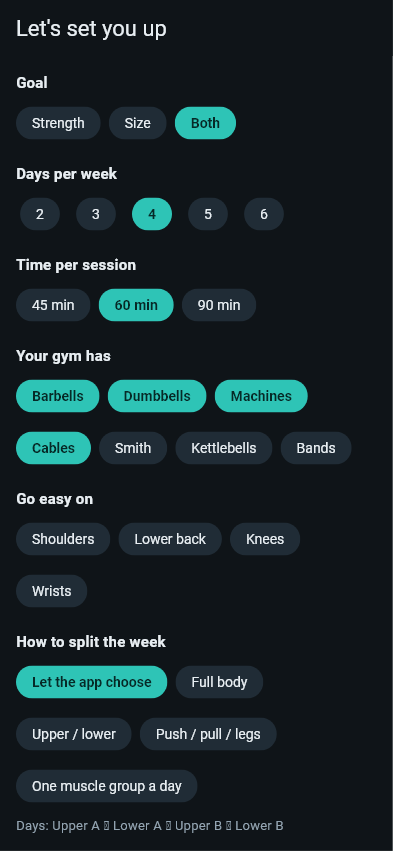 Let's set you up
Goal
Strength Size Both
Days per week
2 3 4 5 6
Time per session
45 min 60 min 90 min
Your gym has
Barbells Dumbbells Machines
Cables Smith Kettlebells Bands
Go easy on
Shoulders Lower back Knees
Wrists
How to split the week
Let the app choose Full body
Upper / lower Push / pull / legs
One muscle group a day
Days: Upper A Lower A Upper B Lower B